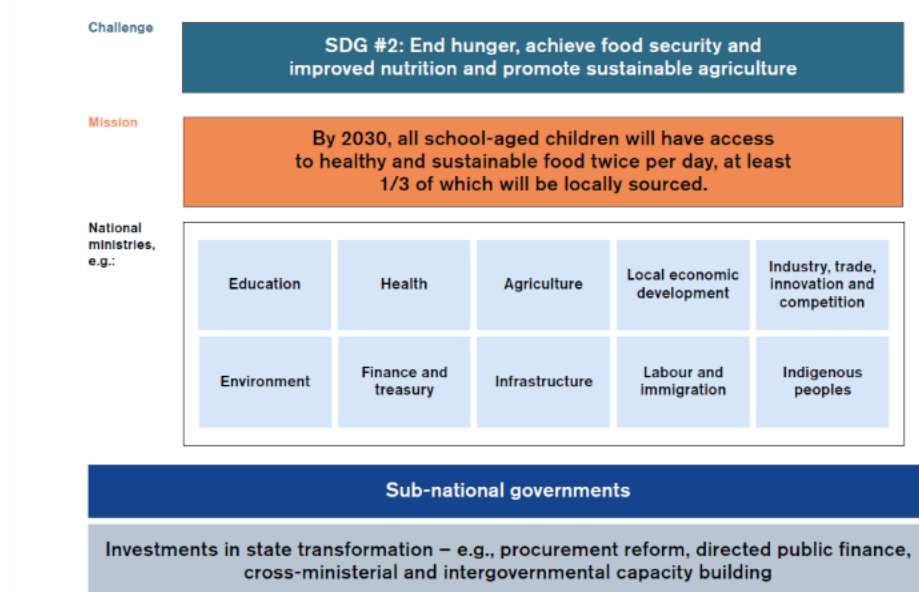 Challenge
SDG #2: End hunger, achieve food security and
improved nutrition and promote sustainable agriculture
Mission
By 2030, all school-aged children will have access
to healthy and sustainable food twice per day, at least
1/3 of which will be locally sourced.
National
ministries,
e.g.:
Education
Health
Agriculture
Local economic
development
Industry, trade,
innovation and
competition
Environment
Finance and
treasury
Infrastructure
Labour and
immigration
Indigenous
peoples
Sub-national governments
Investments in state transformation – e.g., procurement reform, directed public finance,
cross-ministerial and intergovernmental capacity building